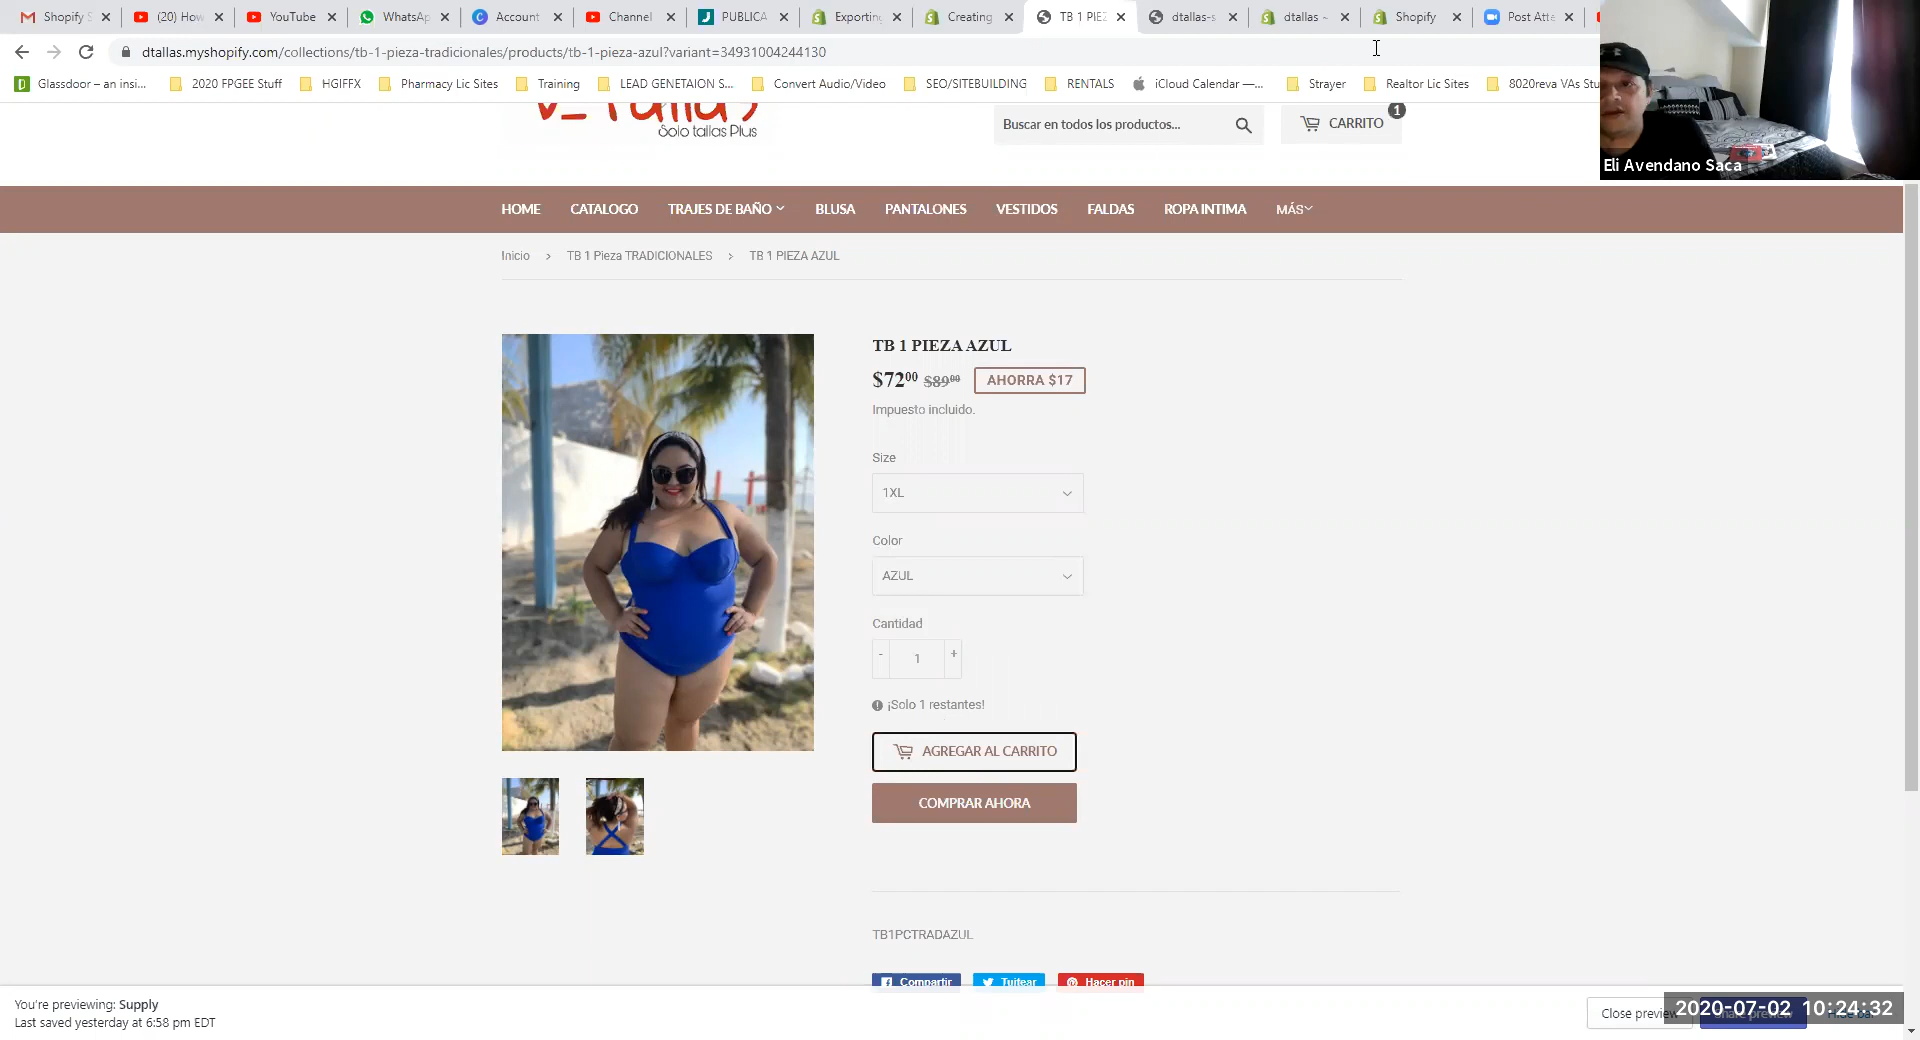 Shopify S
(20) How
YouTube
WhatsAp
Account
Channel
PUBLICA
Exporting
Creating
TB 1 PIEZ
dtallas-s
dtallas ~
Shopify
Post Atte
dtallas.myshopify.com/collections/tb-1-pieza-tradicionales/products/tb-1-pieza-azul?variant=34931004244130
Glassdoor – an insi...
2020 FPGEE Stuff
HGIFFX
Pharmacy Lic Sites
Training
LEAD GENETAION S...
Convert Audio/Video
SEO/SITEBUILDING
RENTALS
iCloud Calendar —...
Strayer
Realtor Lic Sites
8020reva VAs Stu
Eli Avendano Saca
Solo tallas Plus
Buscar en todos los productos...
CARRITO
1
HOME
CATALOGO
TRAJES DE BAÑO
BLUSA
PANTALONES
VESTIDOS
FALDAS
ROPA INTIMA
MÁS
Inicio › TB 1 Pieza TRADICIONALES › TB 1 PIEZA AZUL
TB 1 PIEZA AZUL
$72⁰⁰ $89⁰⁰ AHORRA $17
Impuesto incluido.
Size
1XL
Color
AZUL
Cantidad
- 1 +
¡Solo 1 restantes!
AGREGAR AL CARRITO
COMPRAR AHORA
TB1PCTRADAZUL
Compartir
Tuitear
Hacer pin
You're previewing: Supply
Last saved yesterday at 6:58 pm EDT
Close preview
2020-07-02 10:24:32